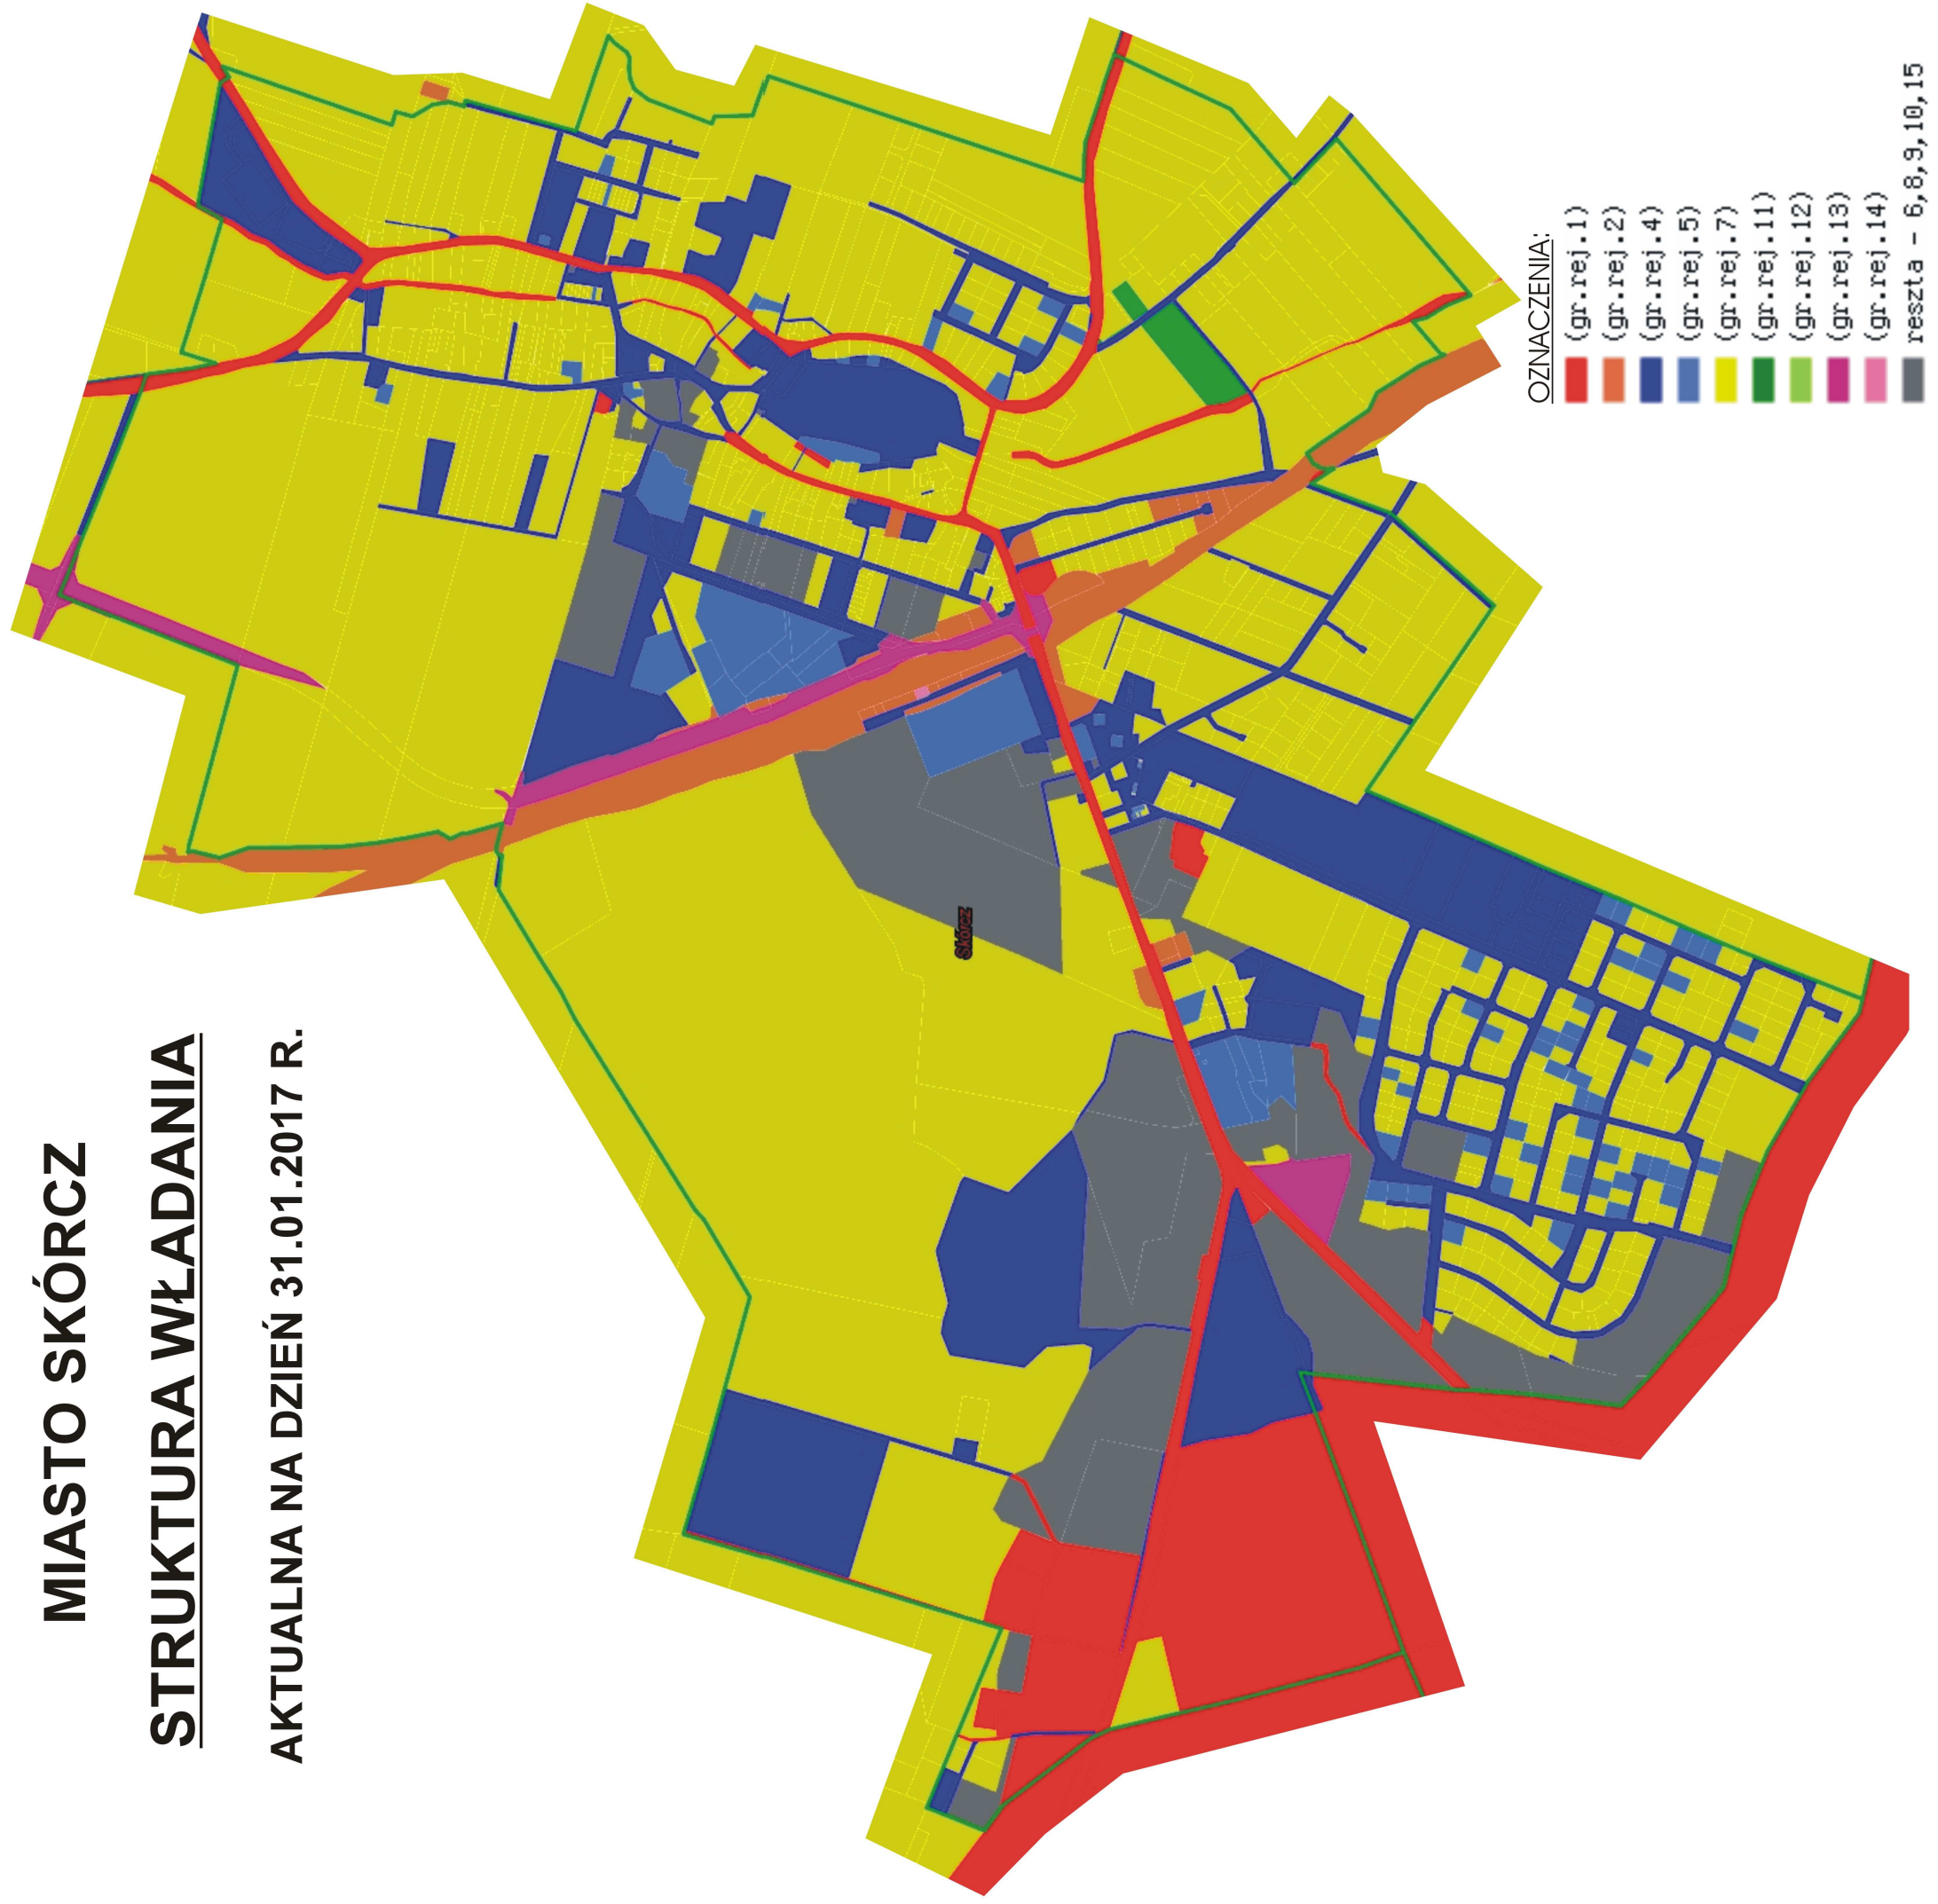 MIASTO SKÓRCZ
STRUKTURA WŁADANIA
AKTUALNA NA DZIEŃ 31.01.2017 R.
Skórcz
OZNACZENIA:
(gr.rej.1)
(gr.rej.2)
(gr.rej.4)
(gr.rej.5)
(gr.rej.7)
(gr.rej.11)
(gr.rej.12)
(gr.rej.13)
(gr.rej.14)
reszta - 6,8,9,10,15